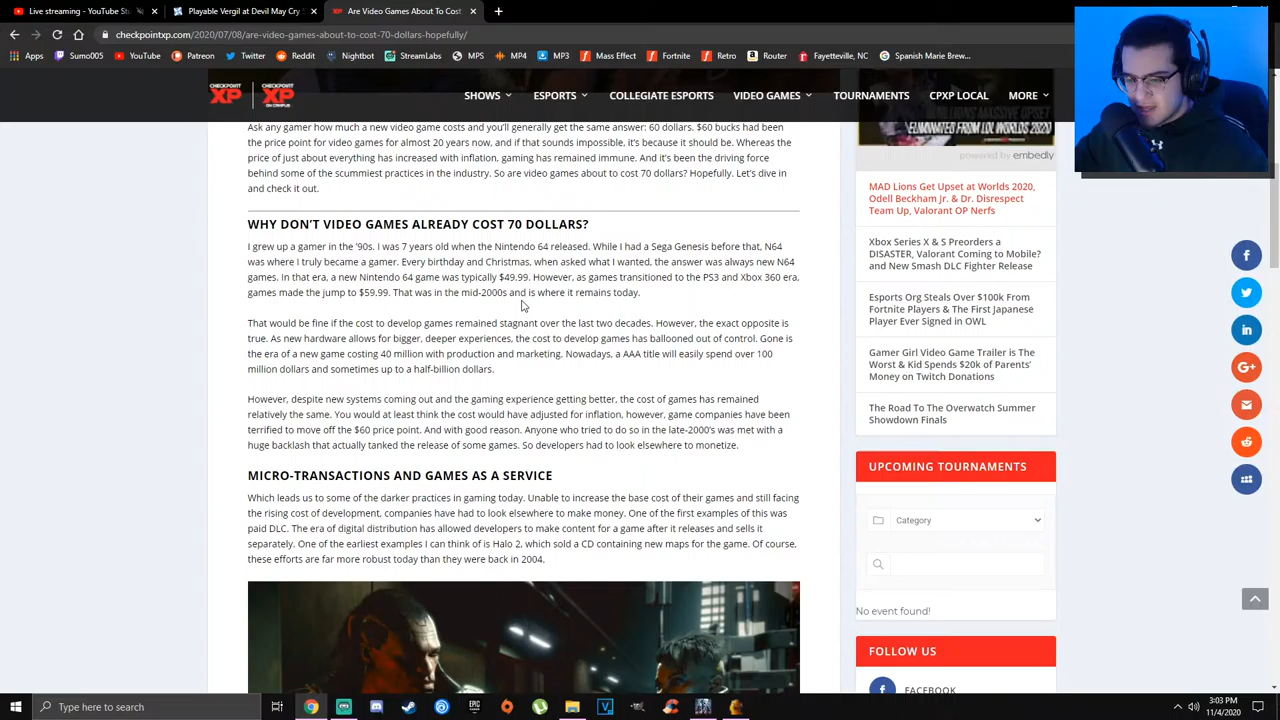 Live streaming - YouTube St
Playable Vergil at Devil May Cry
Are Video Games About To Cost
checkpointxp.com/2020/07/08/are-video-games-about-to-cost-70-dollars-hopefully/
Apps Sumo005 YouTube Patreon Twitter Reddit Nightbot StreamLabs MPS MP4 MP3 Mass Effect Fortnite Retro Router Fayetteville, NC Spanish Marie Brew...
CHECKPOINT XP CHECKPOINT XP
SHOWS ESPORTS COLLEGIATE ESPORTS VIDEO GAMES TOURNAMENTS CPXP LOCAL MORE
Ask any gamer how much a new video game costs and you'll generally get the same answer: 60 dollars. $60 bucks had been
the price point for video games for almost 20 years now, and if that sounds impossible, it's because it should be. Whereas the
price of just about everything has increased with inflation, gaming has remained immune. And it's been the driving force
behind some of the scummiest practices in the industry. So are video games about to cost 70 dollars? Hopefully. Let's dive in
and check it out.
WHY DON'T VIDEO GAMES ALREADY COST 70 DOLLARS?
I grew up a gamer in the '90s. I was 7 years old when the Nintendo 64 released. While I had a Sega Genesis before that, N64
was where I truly became a gamer. Every birthday and Christmas, when asked what I wanted, the answer was always new N64
games. In that era, a new Nintendo 64 game was typically $49.99. However, as games transitioned to the PS3 and Xbox 360 era,
games made the jump to $59.99. That was in the mid-2000s and is where it remains today.
That would be fine if the cost to develop games remained stagnant over the last two decades. However, the exact opposite is
true. As new hardware allows for bigger, deeper experiences, the cost to develop games has ballooned out of control. Gone is
the era of a new game costing 40 million with production and marketing. Nowadays, a AAA title will easily spend over 100
million dollars and sometimes up to a half-billion dollars.
However, despite new systems coming out and the gaming experience getting better, the cost of games has remained
relatively the same. You would at least think the cost would have adjusted for inflation, however, game companies have been
terrified to move off the $60 price point. And with good reason. Anyone who tried to do so in the late-2000's was met with a
huge backlash that actually tanked the release of some games. So developers had to look elsewhere to monetize.
MICRO-TRANSACTIONS AND GAMES AS A SERVICE
Which leads us to some of the darker practices in gaming today. Unable to increase the base cost of their games and still facing
the rising cost of development, companies have had to look elsewhere to make money. One of the first examples of this was
paid DLC. The era of digital distribution has allowed developers to make content for a game after it releases and sells it
separately. One of the earliest examples I can think of is Halo 2, which sold a CD containing new maps for the game. Of course,
these efforts are far more robust today than they were back in 2004.
ELIMINATED FROM LOL WORLDS 2020
powered by embedly
MAD Lions Get Upset at Worlds 2020,
Odell Beckham Jr. & Dr. Disrespect
Team Up, Valorant OP Nerfs
Xbox Series X & S Preorders a
DISASTER, Valorant Coming to Mobile?
and New Smash DLC Fighter Release
Esports Org Steals Over $100k From
Fortnite Players & The First Japanese
Player Ever Signed in OWL
Gamer Girl Video Game Trailer is The
Worst & Kid Spends $20k of Parents'
Money on Twitch Donations
The Road To The Overwatch Summer
Showdown Finals
UPCOMING TOURNAMENTS
Category
No event found!
FOLLOW US
FACEBOOK
Type here to search
3:03 PM
11/4/2020